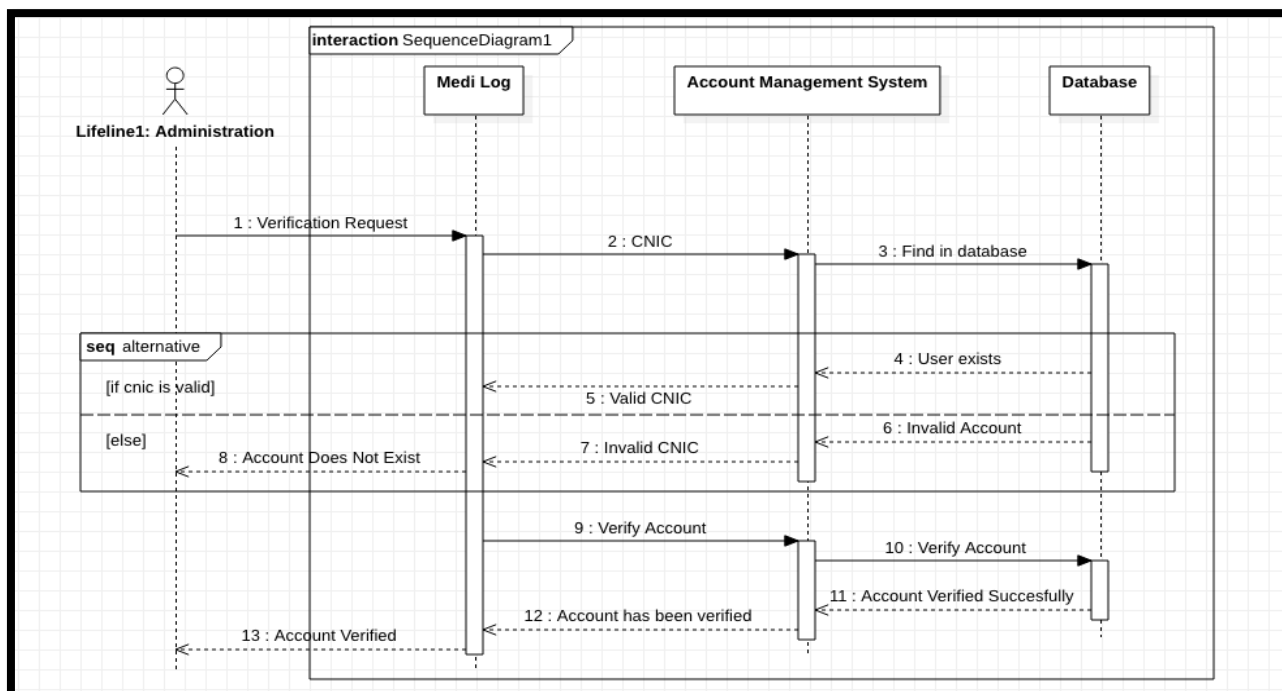 interaction SequenceDiagram1
Medi Log
Account Management System
Database
Lifeline1: Administration
1 : Verification Request
2 : CNIC
3 : Find in database
seq alternative
4 : User exists
[if cnic is valid]
5 : Valid CNIC
6 : Invalid Account
[else]
7 : Invalid CNIC
8 : Account Does Not Exist
9 : Verify Account
10 : Verify Account
11 : Account Verified Succesfully
12 : Account has been verified
13 : Account Verified